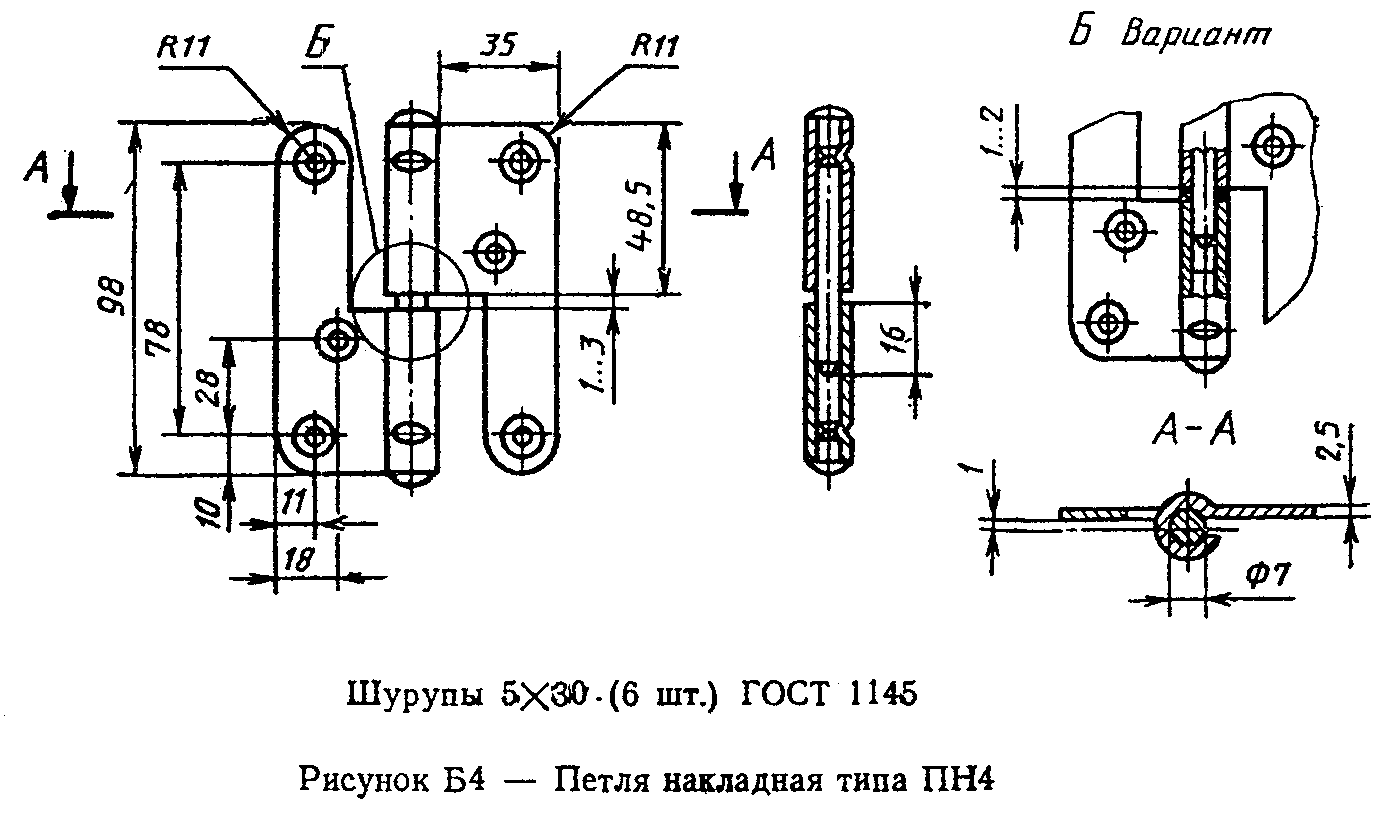 R11
Б
35
R11
Б Вариант
А
А
98
78
28
10
11
18
48,5
1...3
16
1...2
А-А
1
2,5
Ф7
Шурупы 5×30 (6 шт.) ГОСТ 1145
Рисунок Б4 — Петля накладная типа ПН4